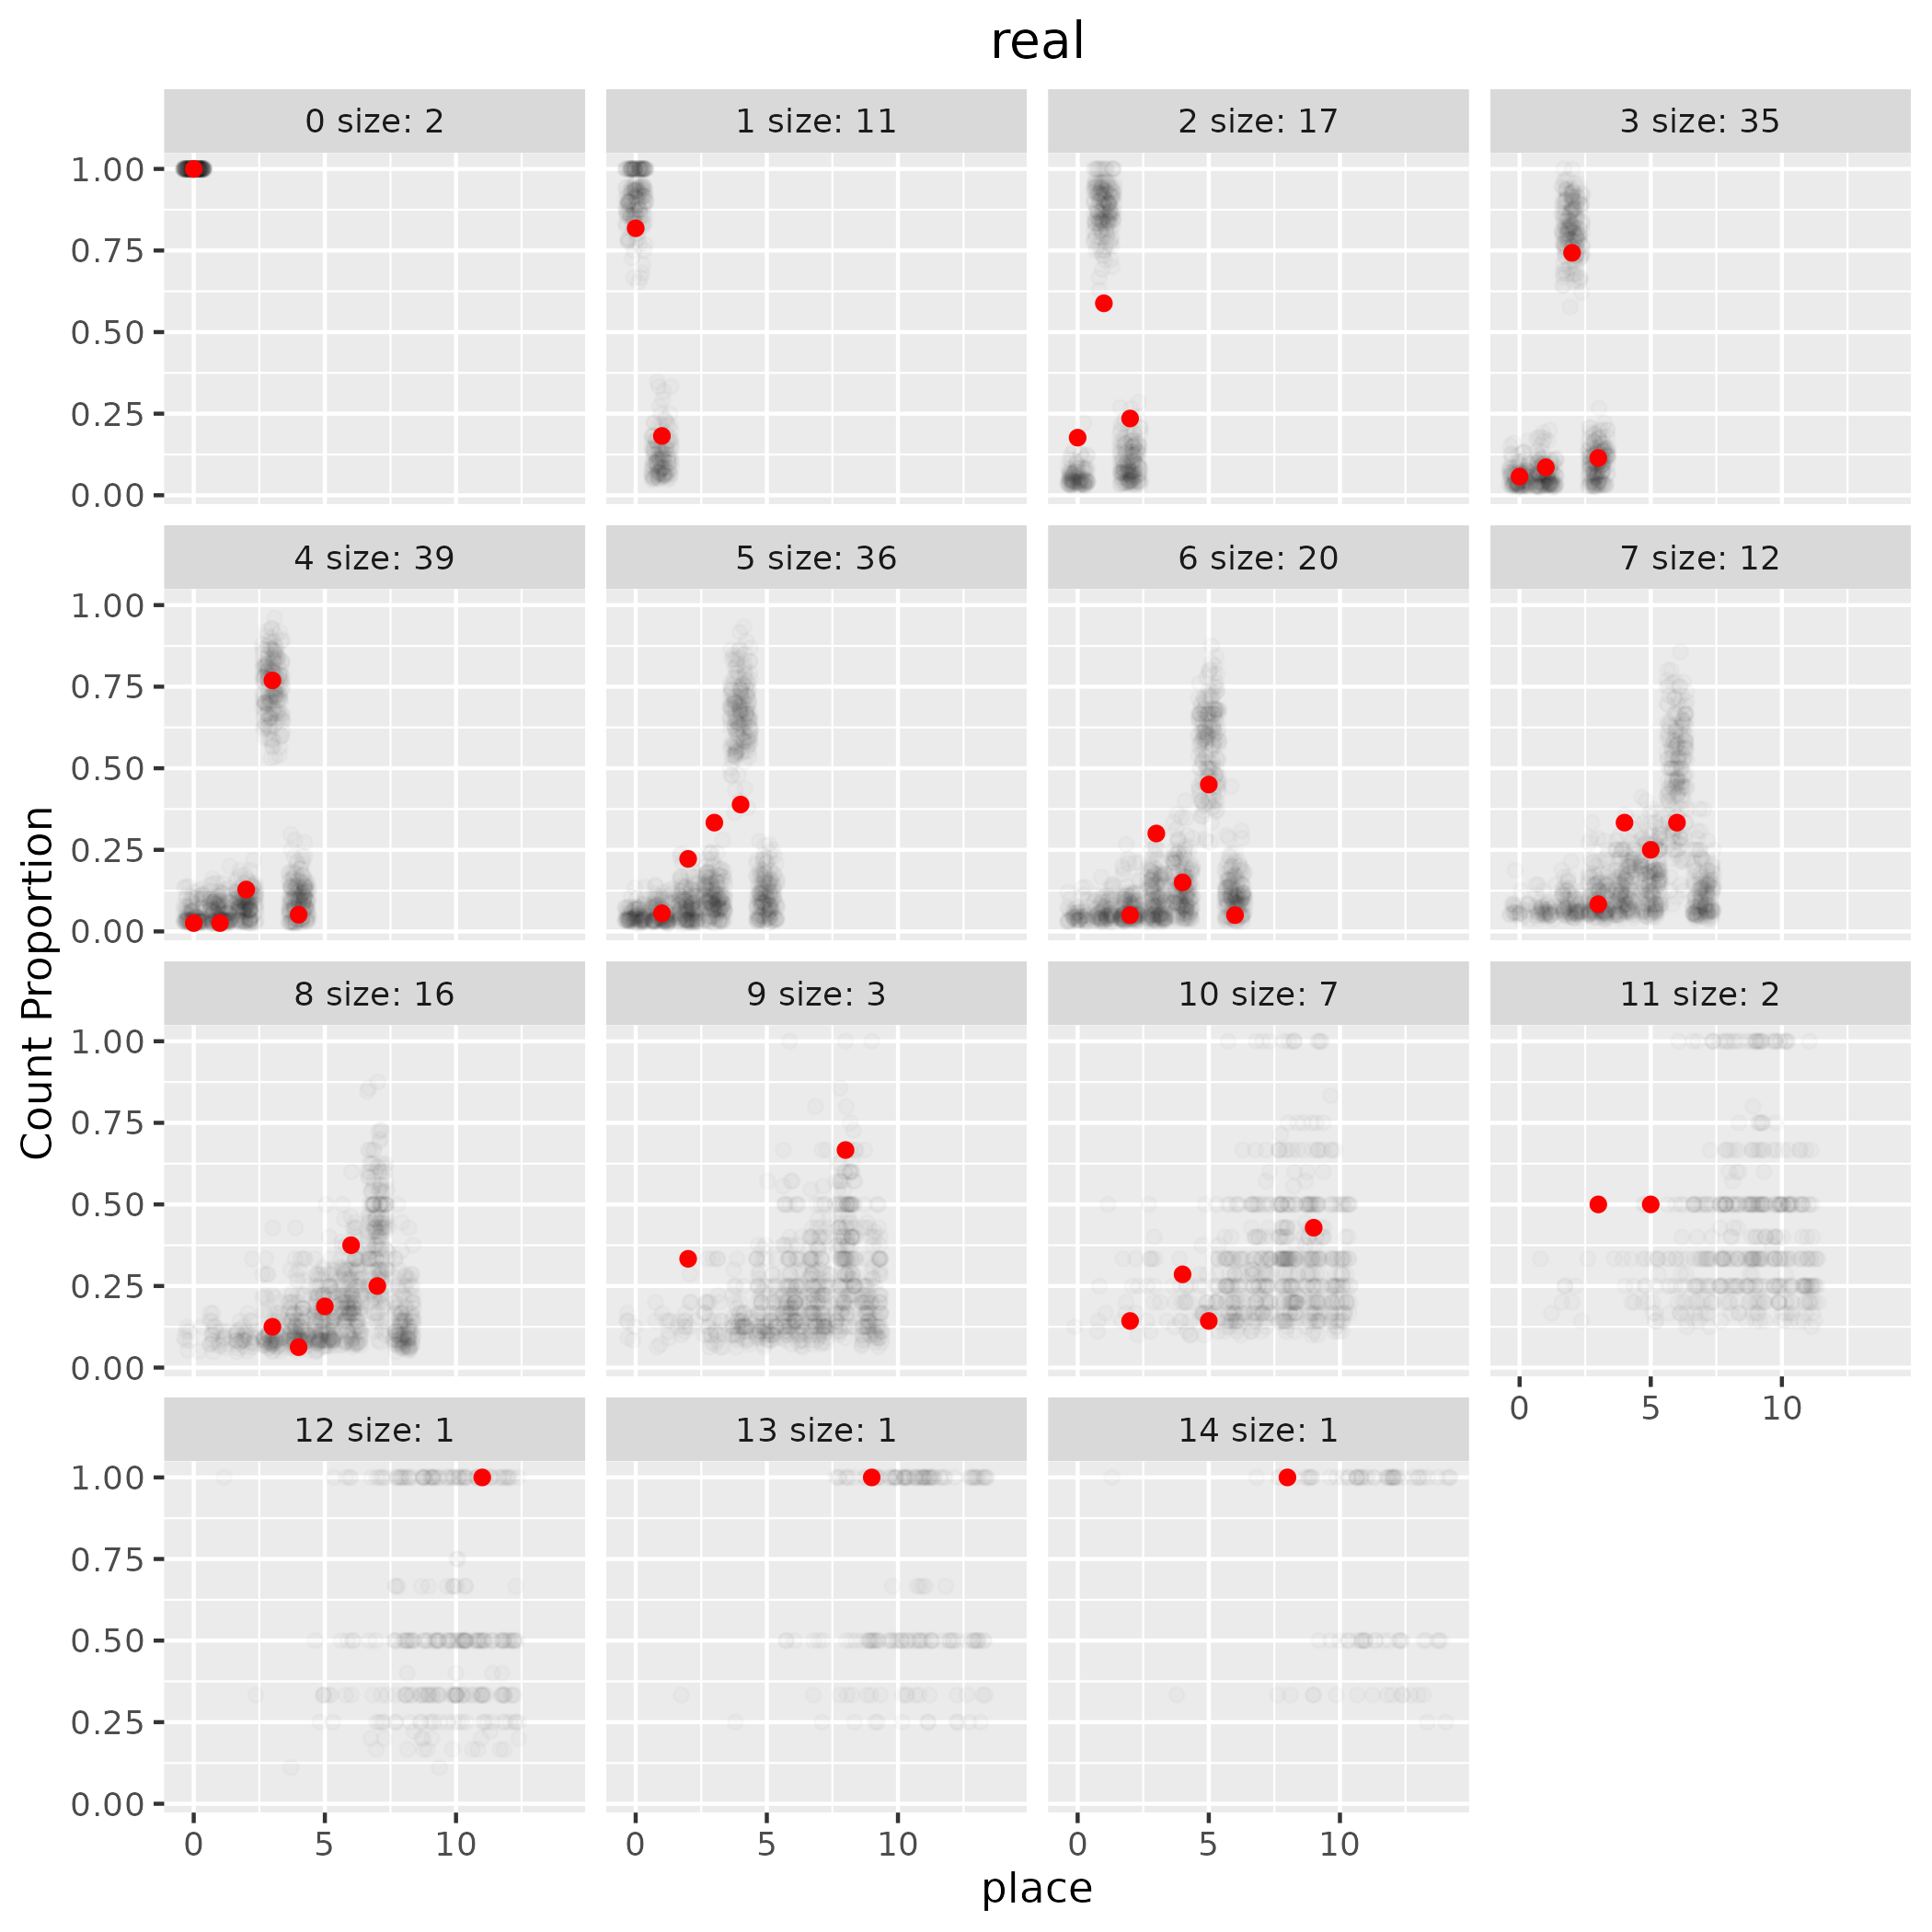 real
0 size: 2
1 size: 11
2 size: 17
3 size: 35
1.00
0.75
0.50
0.25
0.00
4 size: 39
5 size: 36
6 size: 20
7 size: 12
1.00
0.75
0.50
0.25
0.00
Count Proportion
8 size: 16
9 size: 3
10 size: 7
11 size: 2
1.00
0.75
0.50
0.25
0.00
0 5 10
12 size: 1
13 size: 1
14 size: 1
1.00
0.75
0.50
0.25
0.00
0 5 10
0 5 10
0 5 10
place